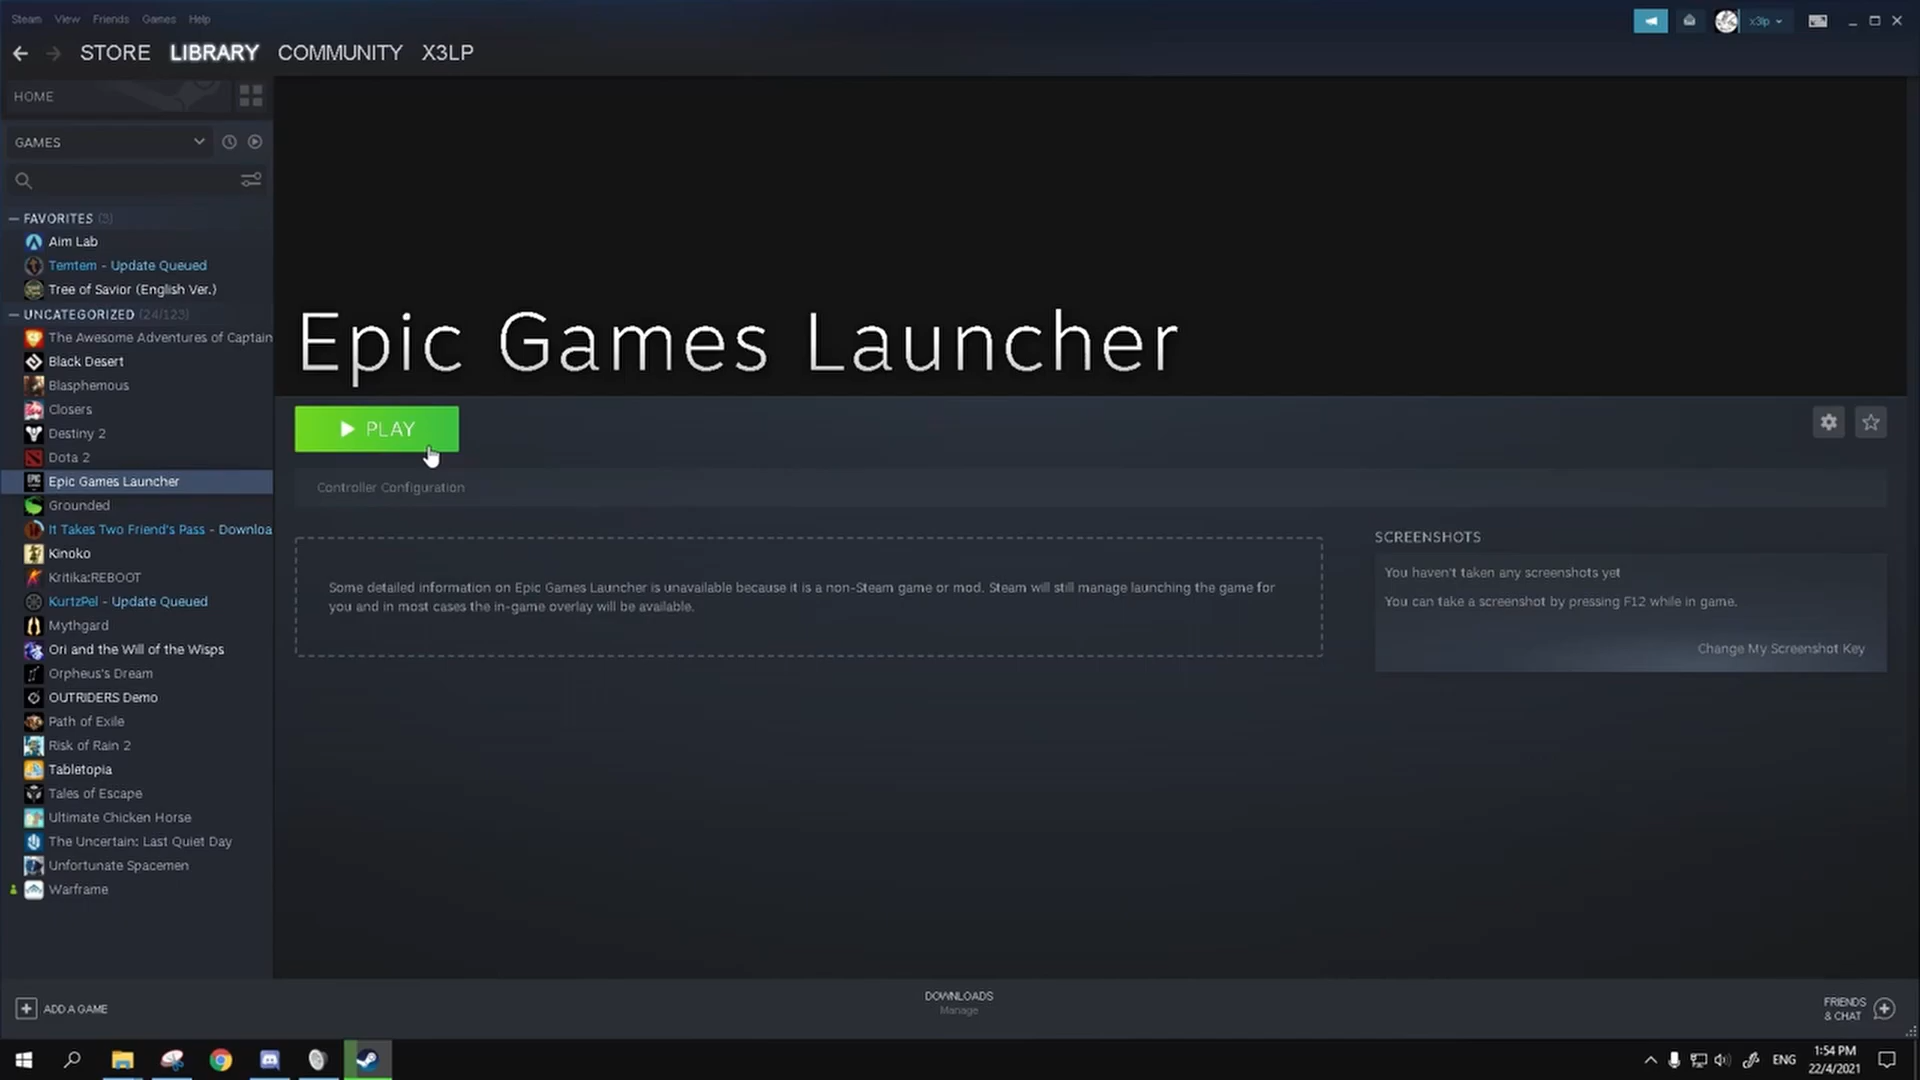 Steam View Friends Games Help
x3lp
STORE LIBRARY COMMUNITY X3LP
HOME
GAMES
FAVORITES (3)
Aim Lab
Temtem - Update Queued
Tree of Savior (English Ver.)
UNCATEGORIZED (24/123)
The Awesome Adventures of Captain
Black Desert
Blasphemous
Closers
Destiny 2
Dota 2
Epic Games Launcher
Grounded
It Takes Two Friend's Pass - Downloa
Kinoko
Kritika:REBOOT
KurtzPel - Update Queued
Mythgard
Ori and the Will of the Wisps
Orpheus's Dream
OUTRIDERS Demo
Path of Exile
Risk of Rain 2
Tabletopia
Tales of Escape
Ultimate Chicken Horse
The Uncertain: Last Quiet Day
Unfortunate Spacemen
Warframe
ADD A GAME
Epic Games Launcher
PLAY
Controller Configuration
Some detailed information on Epic Games Launcher is unavailable because it is a non-Steam game or mod. Steam will still manage launching the game for
you and in most cases the in-game overlay will be available.
SCREENSHOTS
You haven't taken any screenshots yet
You can take a screenshot by pressing F12 while in game.
Change My Screenshot Key
DOWNLOADS
Manage
FRIENDS
& CHAT
ENG
1:54 PM
22/4/2021